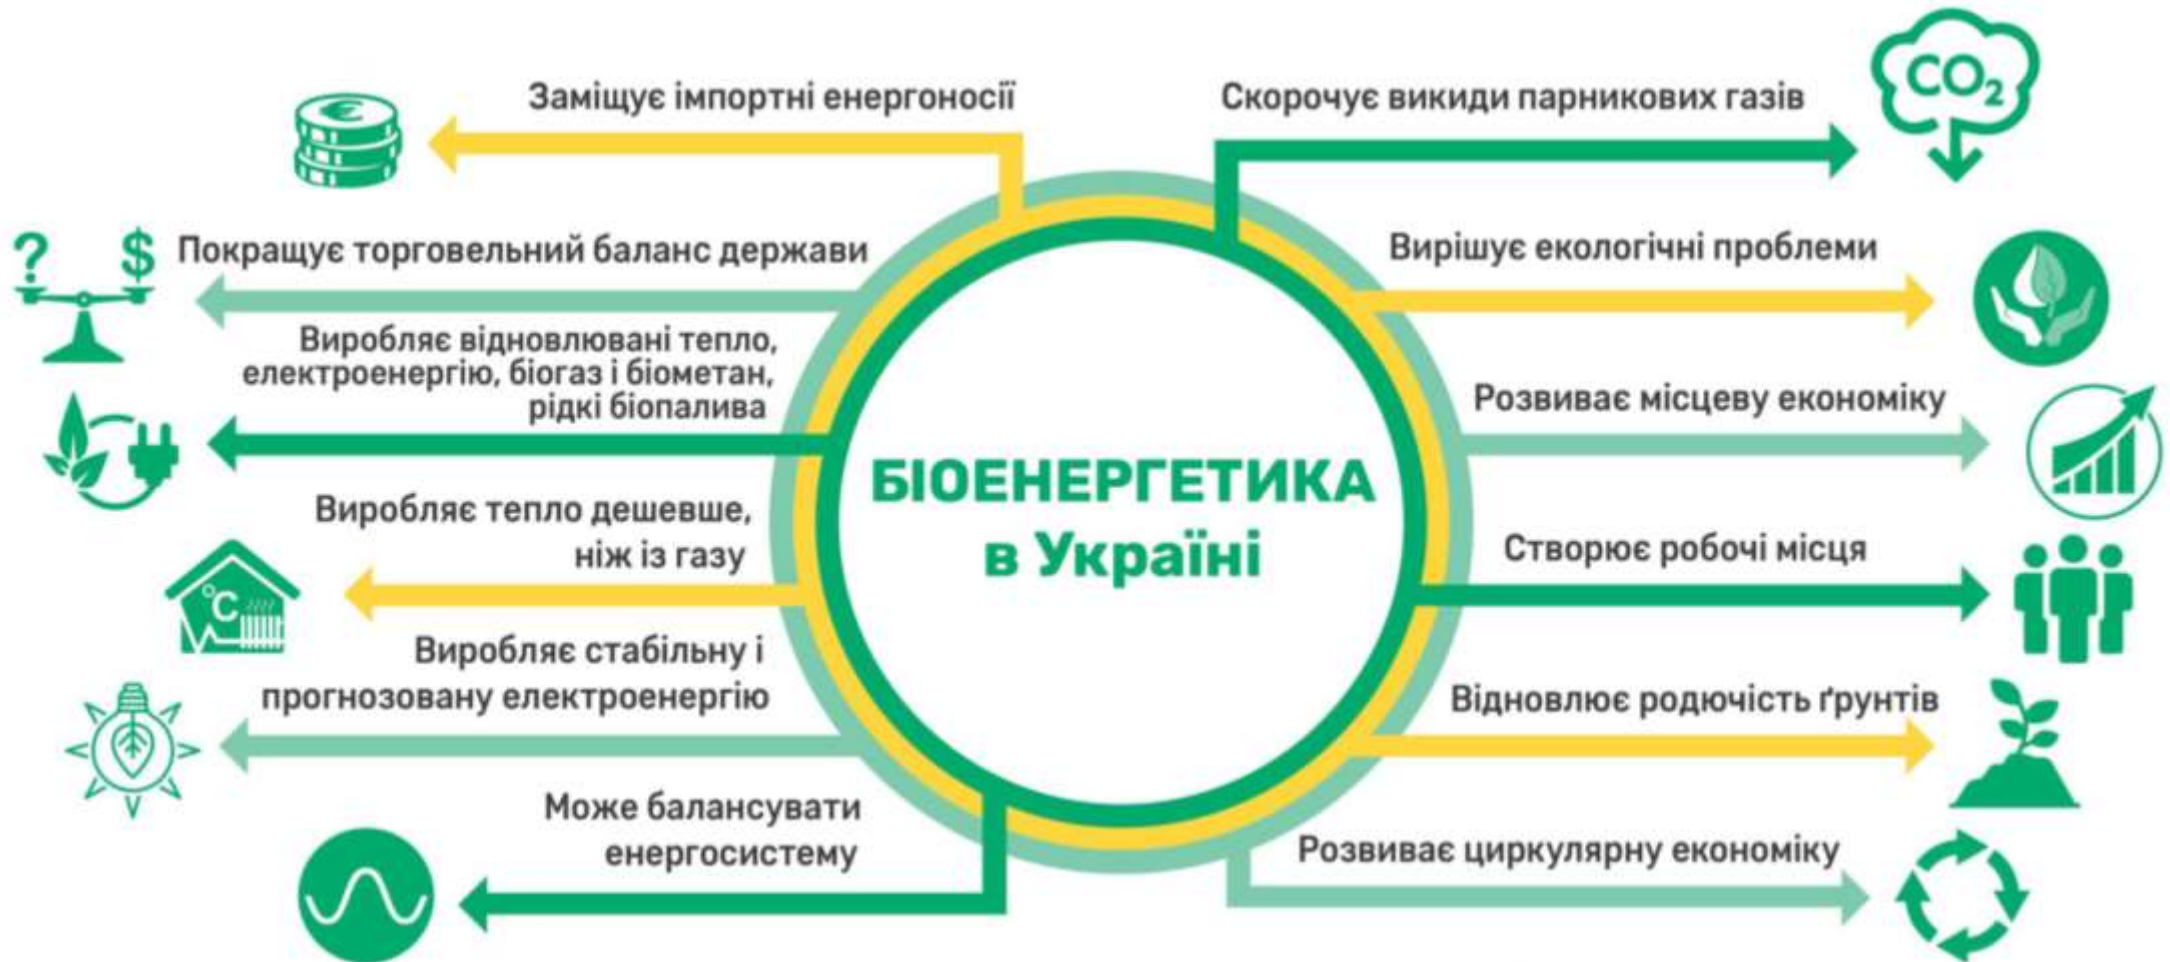 Заміщує імпортні енергоносії
€
Покращує торговельний баланс держави
? $
Виробляє відновлювані тепло,
електроенергію, біогаз і біометан,
рідкі біопалива
Виробляє тепло дешевше,
ніж із газу
°C
Виробляє стабільну і
прогнозовану електроенергію
Може балансувати
енергосистему
БІОЕНЕРГЕТИКА
в Україні
Скорочує викиди парникових газів
CO₂
Вирішує екологічні проблеми
Розвиває місцеву економіку
Створює робочі місця
Відновлює родючість ґрунтів
Розвиває циркулярну економіку